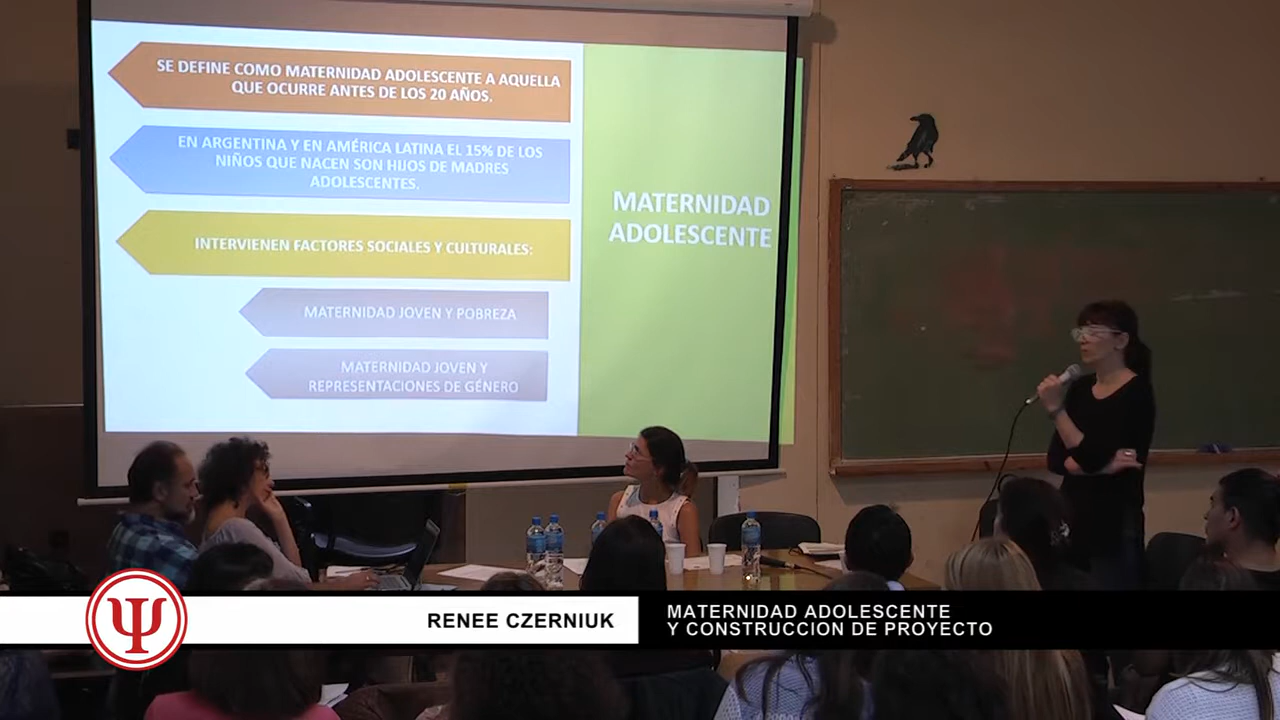 SE DEFINE COMO MATERNIDAD ADOLESCENTE A AQUELLA
QUE OCURRE ANTES DE LOS 20 AÑOS.
EN ARGENTINA Y EN AMÉRICA LATINA EL 15% DE LOS
NIÑOS QUE NACEN SON HIJOS DE MADRES
ADOLESCENTES.
INTERVIENEN FACTORES SOCIALES Y CULTURALES:
MATERNIDAD JOVEN Y POBREZA
MATERNIDAD JOVEN Y
REPRESENTACIONES DE GÉNERO
MATERNIDAD
ADOLESCENTE
Ψ
RENEE CZERNIUK
MATERNIDAD ADOLESCENTE
Y CONSTRUCCION DE PROYECTO